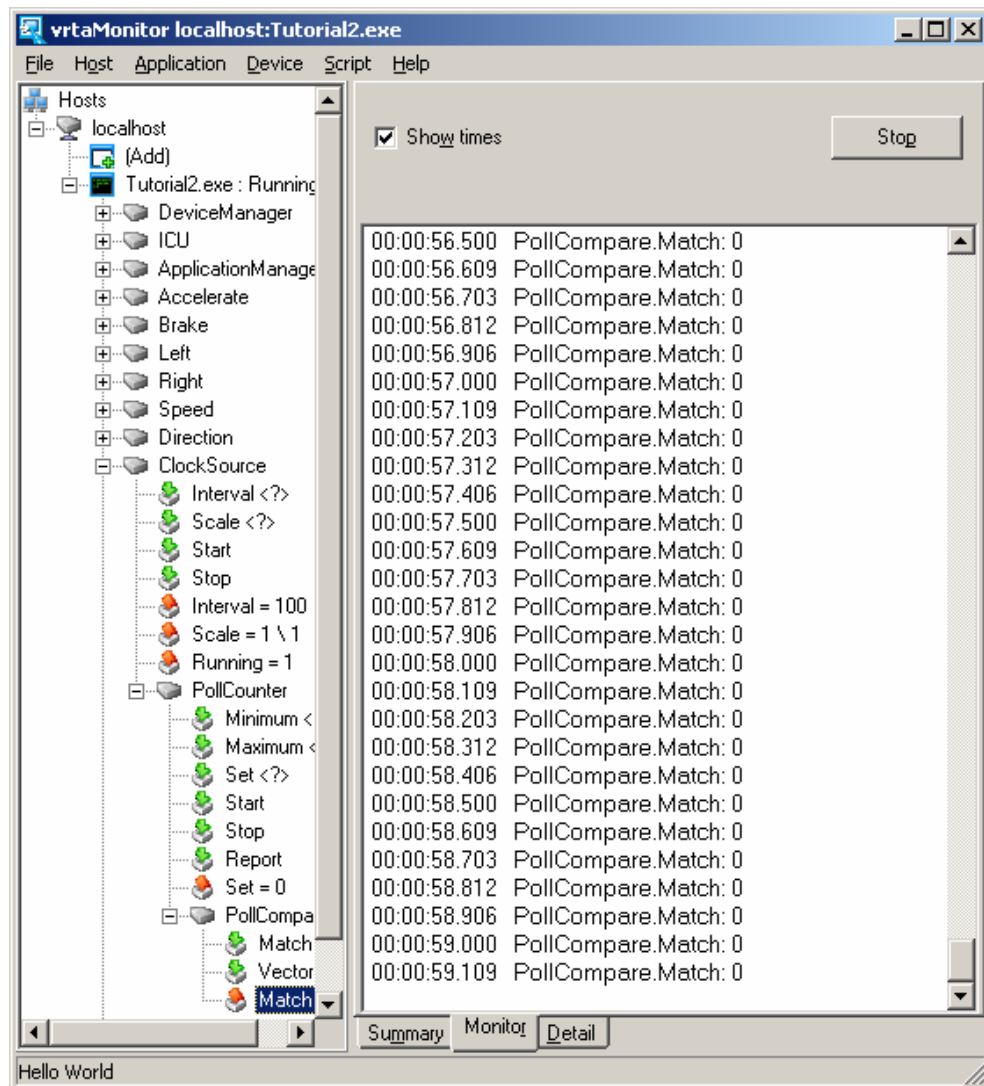 vrtaMonitor localhost:Tutorial2.exe
File Host Application Device Script Help
Hosts
localhost
(Add)
Tutorial2.exe : Running
DeviceManager
ICU
ApplicationManage
Accelerate
Brake
Left
Right
Speed
Direction
ClockSource
Interval <?>
Scale <?>
Start
Stop
Interval = 100
Scale = 1 \ 1
Running = 1
PollCounter
Minimum <
Maximum <
Set <?>
Start
Stop
Report
Set = 0
PollCompa
Match
Vector
Match
Show times
Stop
00:00:56.500 PollCompare.Match: 0
00:00:56.609 PollCompare.Match: 0
00:00:56.703 PollCompare.Match: 0
00:00:56.812 PollCompare.Match: 0
00:00:56.906 PollCompare.Match: 0
00:00:57.000 PollCompare.Match: 0
00:00:57.109 PollCompare.Match: 0
00:00:57.203 PollCompare.Match: 0
00:00:57.312 PollCompare.Match: 0
00:00:57.406 PollCompare.Match: 0
00:00:57.500 PollCompare.Match: 0
00:00:57.609 PollCompare.Match: 0
00:00:57.703 PollCompare.Match: 0
00:00:57.812 PollCompare.Match: 0
00:00:57.906 PollCompare.Match: 0
00:00:58.000 PollCompare.Match: 0
00:00:58.109 PollCompare.Match: 0
00:00:58.203 PollCompare.Match: 0
00:00:58.312 PollCompare.Match: 0
00:00:58.406 PollCompare.Match: 0
00:00:58.500 PollCompare.Match: 0
00:00:58.609 PollCompare.Match: 0
00:00:58.703 PollCompare.Match: 0
00:00:58.812 PollCompare.Match: 0
00:00:58.906 PollCompare.Match: 0
00:00:59.000 PollCompare.Match: 0
00:00:59.109 PollCompare.Match: 0
Summary Monitor Detail
Hello World